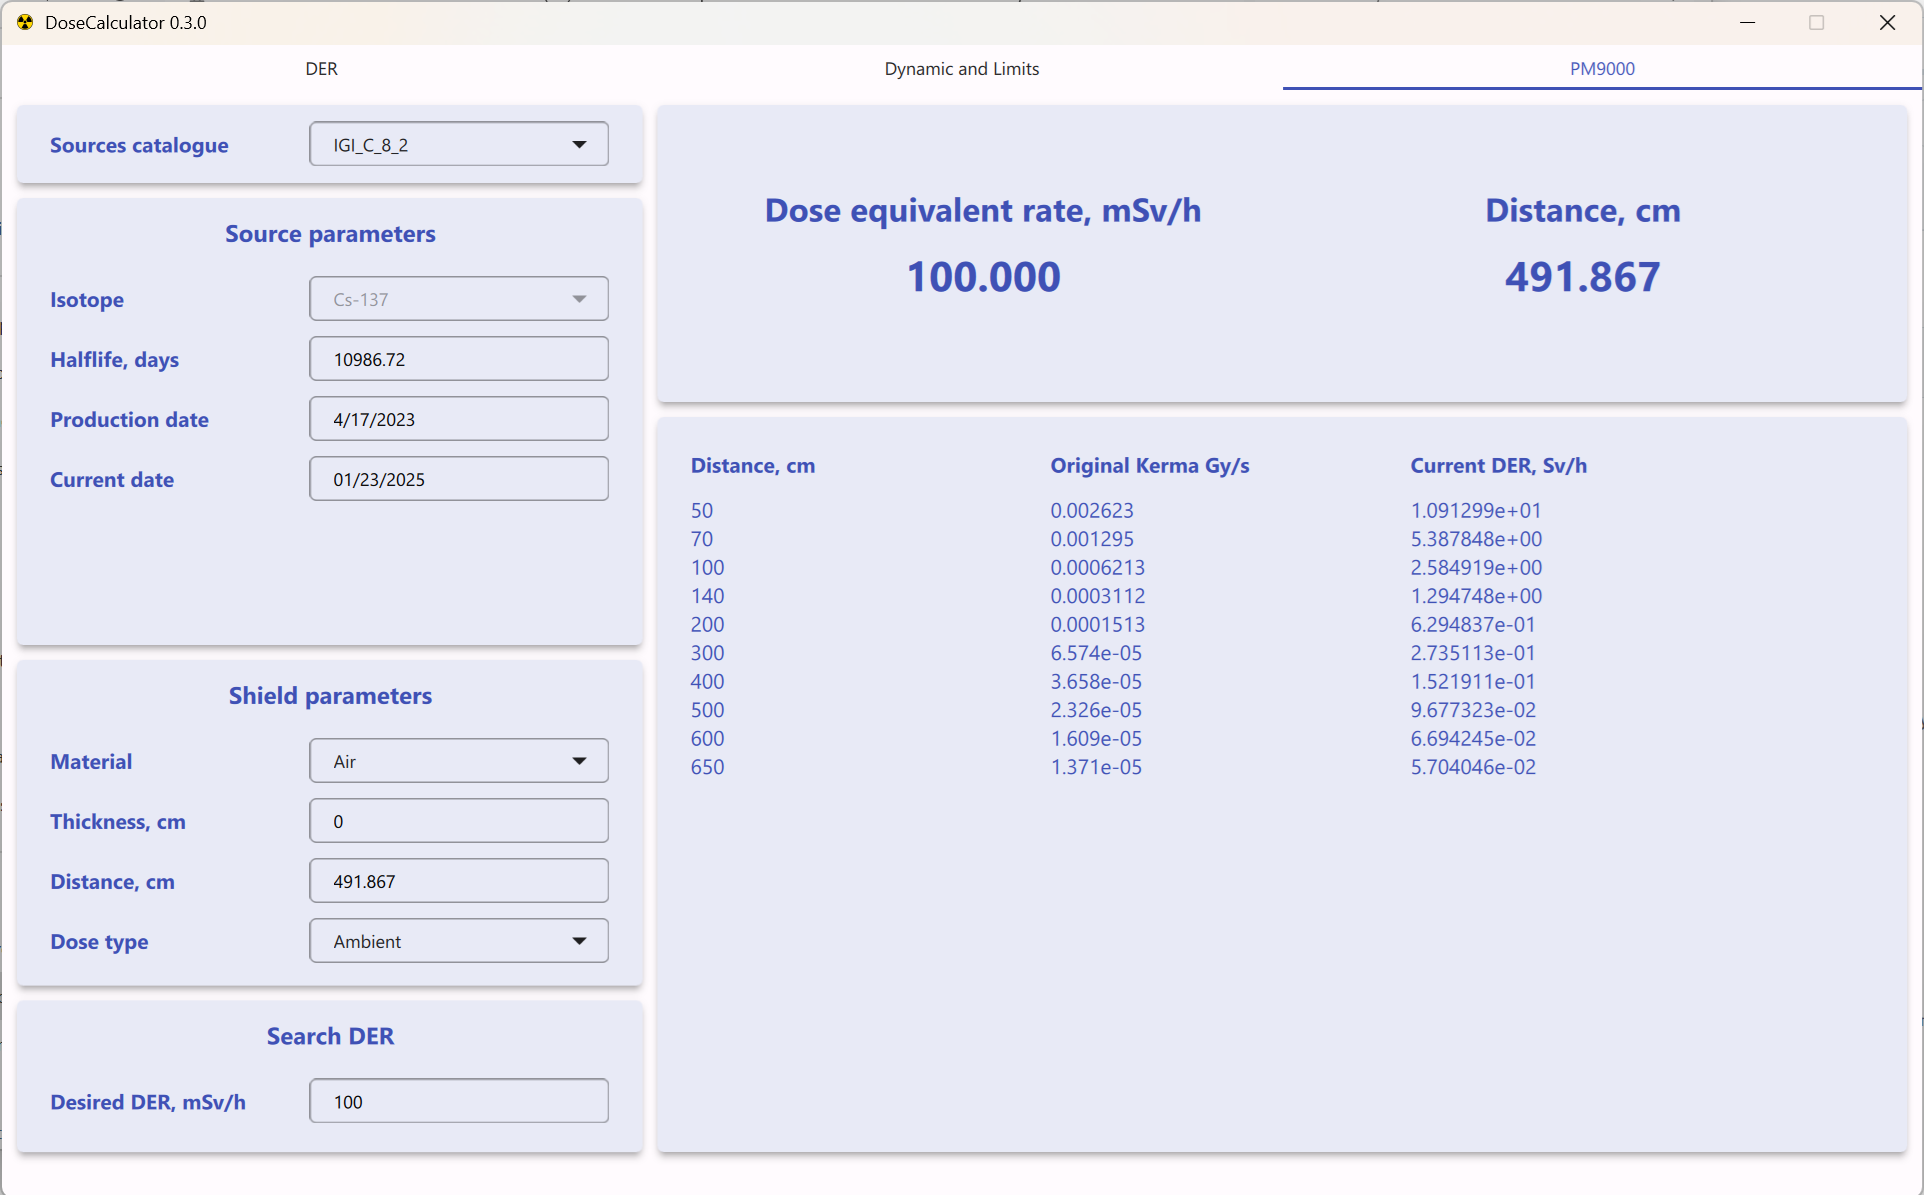 DoseCalculator 0.3.0
DER
Dynamic and Limits
PM9000
Sources catalogue
IGI_C_8_2
Source parameters
Isotope
Cs-137
Halflife, days
10986.72
Production date
4/17/2023
Current date
01/23/2025
Shield parameters
Material
Air
Thickness, cm
0
Distance, cm
491.867
Dose type
Ambient
Search DER
Desired DER, mSv/h
100
Dose equivalent rate, mSv/h
100.000
Distance, cm
491.867
Distance, cm Original Kerma Gy/s Current DER, Sv/h
50 0.002623 1.091299e+01
70 0.001295 5.387848e+00
100 0.0006213 2.584919e+00
140 0.0003112 1.294748e+00
200 0.0001513 6.294837e-01
300 6.574e-05 2.735113e-01
400 3.658e-05 1.521911e-01
500 2.326e-05 9.677323e-02
600 1.609e-05 6.694245e-02
650 1.371e-05 5.704046e-02